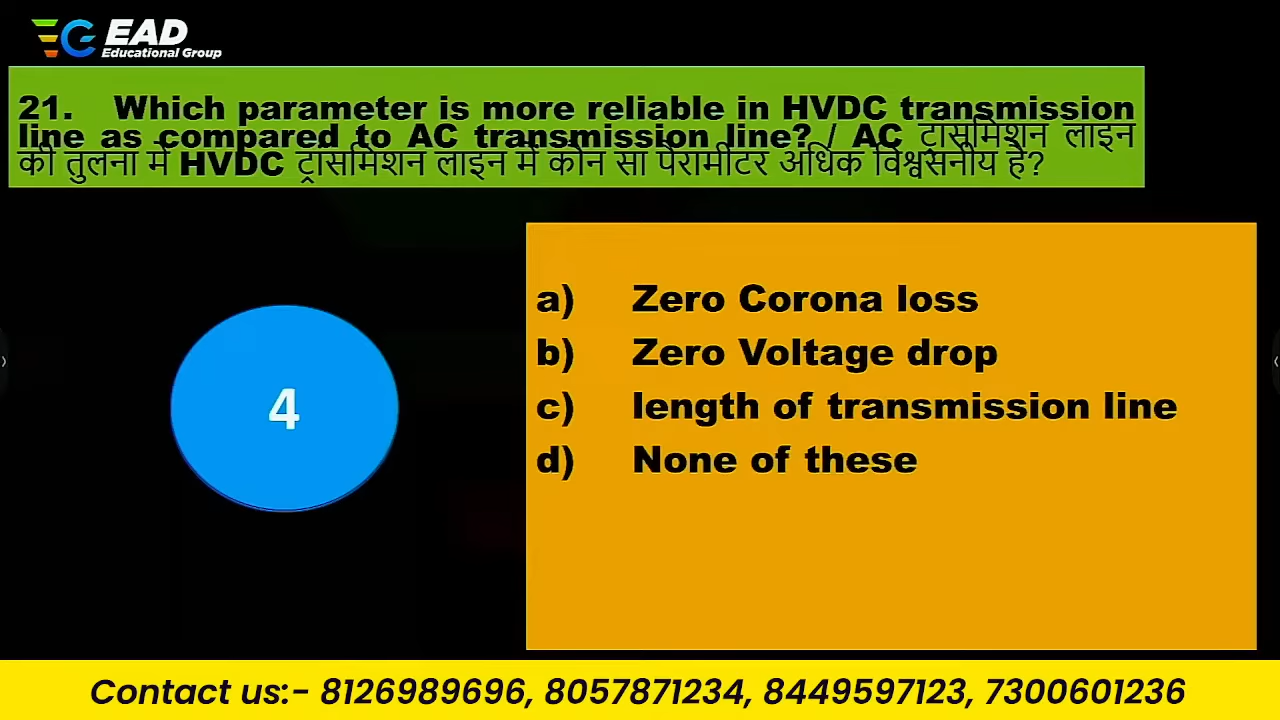 EAD
Educational Group
21. Which parameter is more reliable in HVDC transmission
line as compared to AC transmission line? / AC ट्रांसमिशन लाइन
की तुलना में HVDC ट्रांसमिशन लाइन में कौन सा पैरामीटर अधिक विश्वसनीय है?
a) Zero Corona loss
b) Zero Voltage drop
c) length of transmission line
d) None of these
4
Contact us:- 8126989696, 8057871234, 8449597123, 7300601236